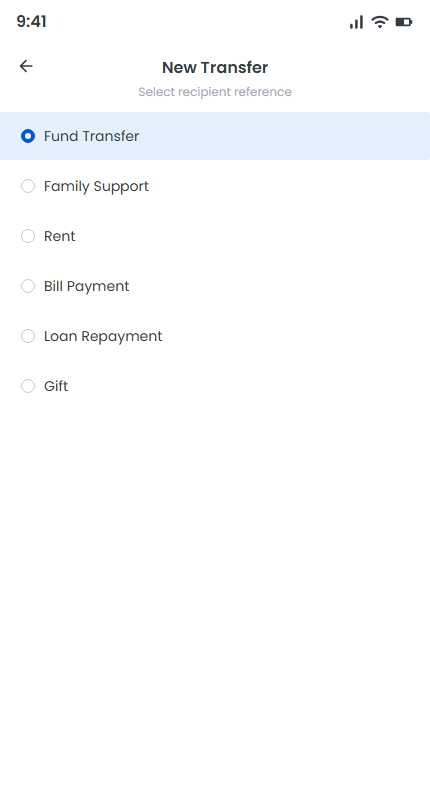 9:41
New Transfer
Select recipient reference
Fund Transfer
Family Support
Rent
Bill Payment
Loan Repayment
Gift